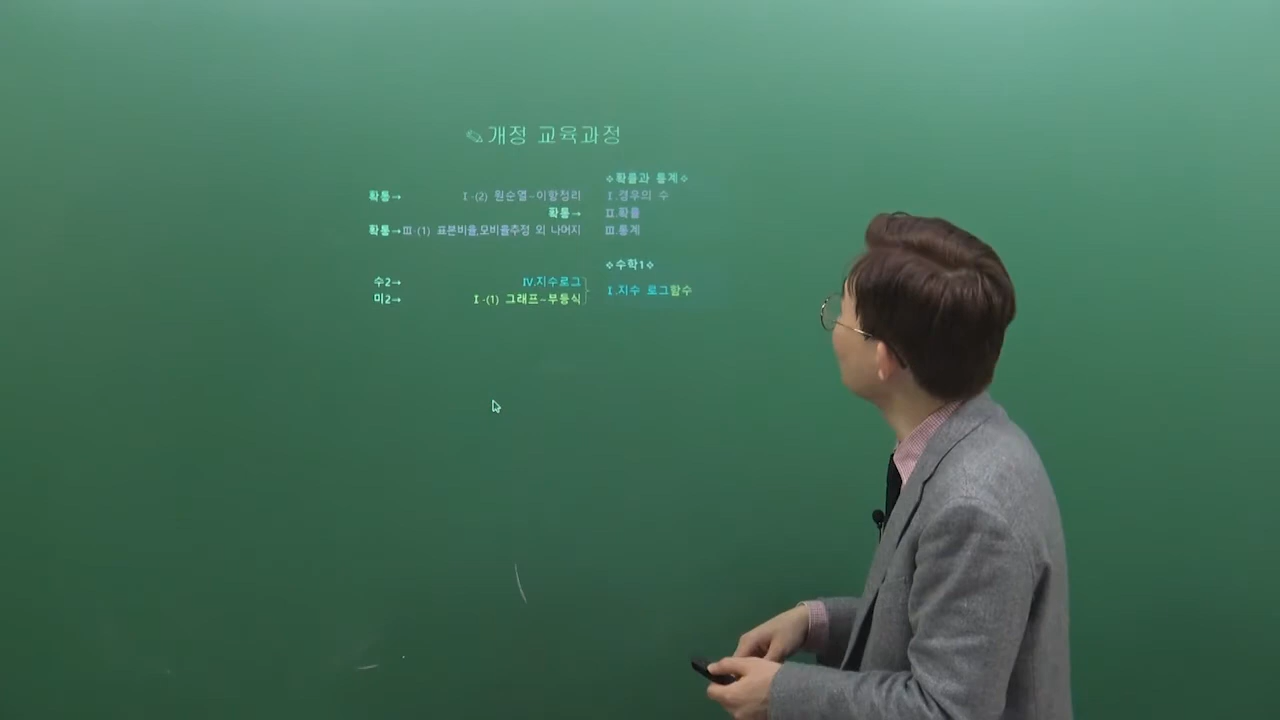 ✎개정 교육과정
❖확률과 통계❖
확통→ Ⅰ-(2) 원순열~이항정리 Ⅰ.경우의 수
확통→ Ⅱ.확률
확통→Ⅲ-(1) 표본비율,모비율추정 외 나머지 Ⅲ.통계
❖수학1❖
수2→ Ⅳ.지수로그
Ⅰ.지수 로그함수
미2→ Ⅰ-(1) 그래프~부등식